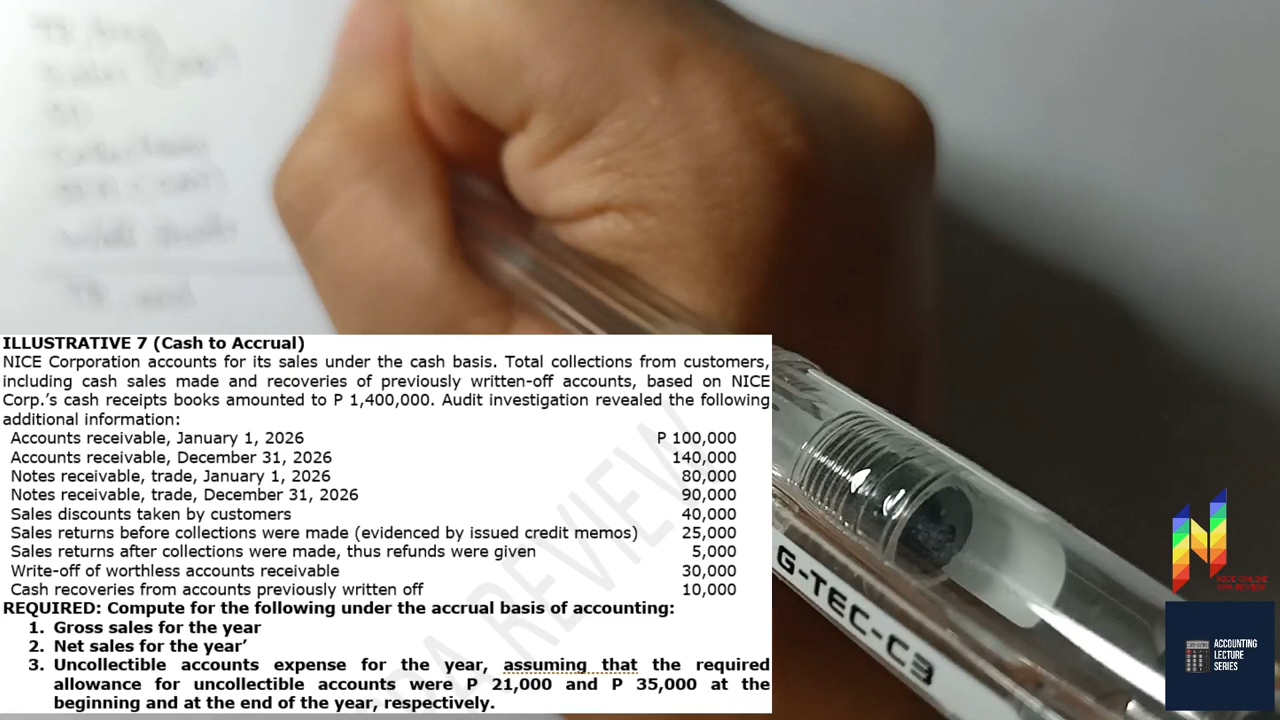 ILLUSTRATIVE 7 (Cash to Accrual)
NICE Corporation accounts for its sales under the cash basis. Total collections from customers,
including cash sales made and recoveries of previously written-off accounts, based on NICE
Corp.’s cash receipts books amounted to P 1,400,000. Audit investigation revealed the following
additional information:
Accounts receivable, January 1, 2026 P 100,000
Accounts receivable, December 31, 2026 140,000
Notes receivable, trade, January 1, 2026 80,000
Notes receivable, trade, December 31, 2026 90,000
Sales discounts taken by customers 40,000
Sales returns before collections were made (evidenced by issued credit memos) 25,000
Sales returns after collections were made, thus refunds were given 5,000
Write-off of worthless accounts receivable 30,000
Cash recoveries from accounts previously written off 10,000
REQUIRED: Compute for the following under the accrual basis of accounting:
1. Gross sales for the year
2. Net sales for the year’
3. Uncollectible accounts expense for the year, assuming that the required
allowance for uncollectible accounts were P 21,000 and P 35,000 at the
beginning and at the end of the year, respectively.
G-TEC-C3
NICE ONLINE
CPA REVIEW
ACCOUNTING
LECTURE
SERIES